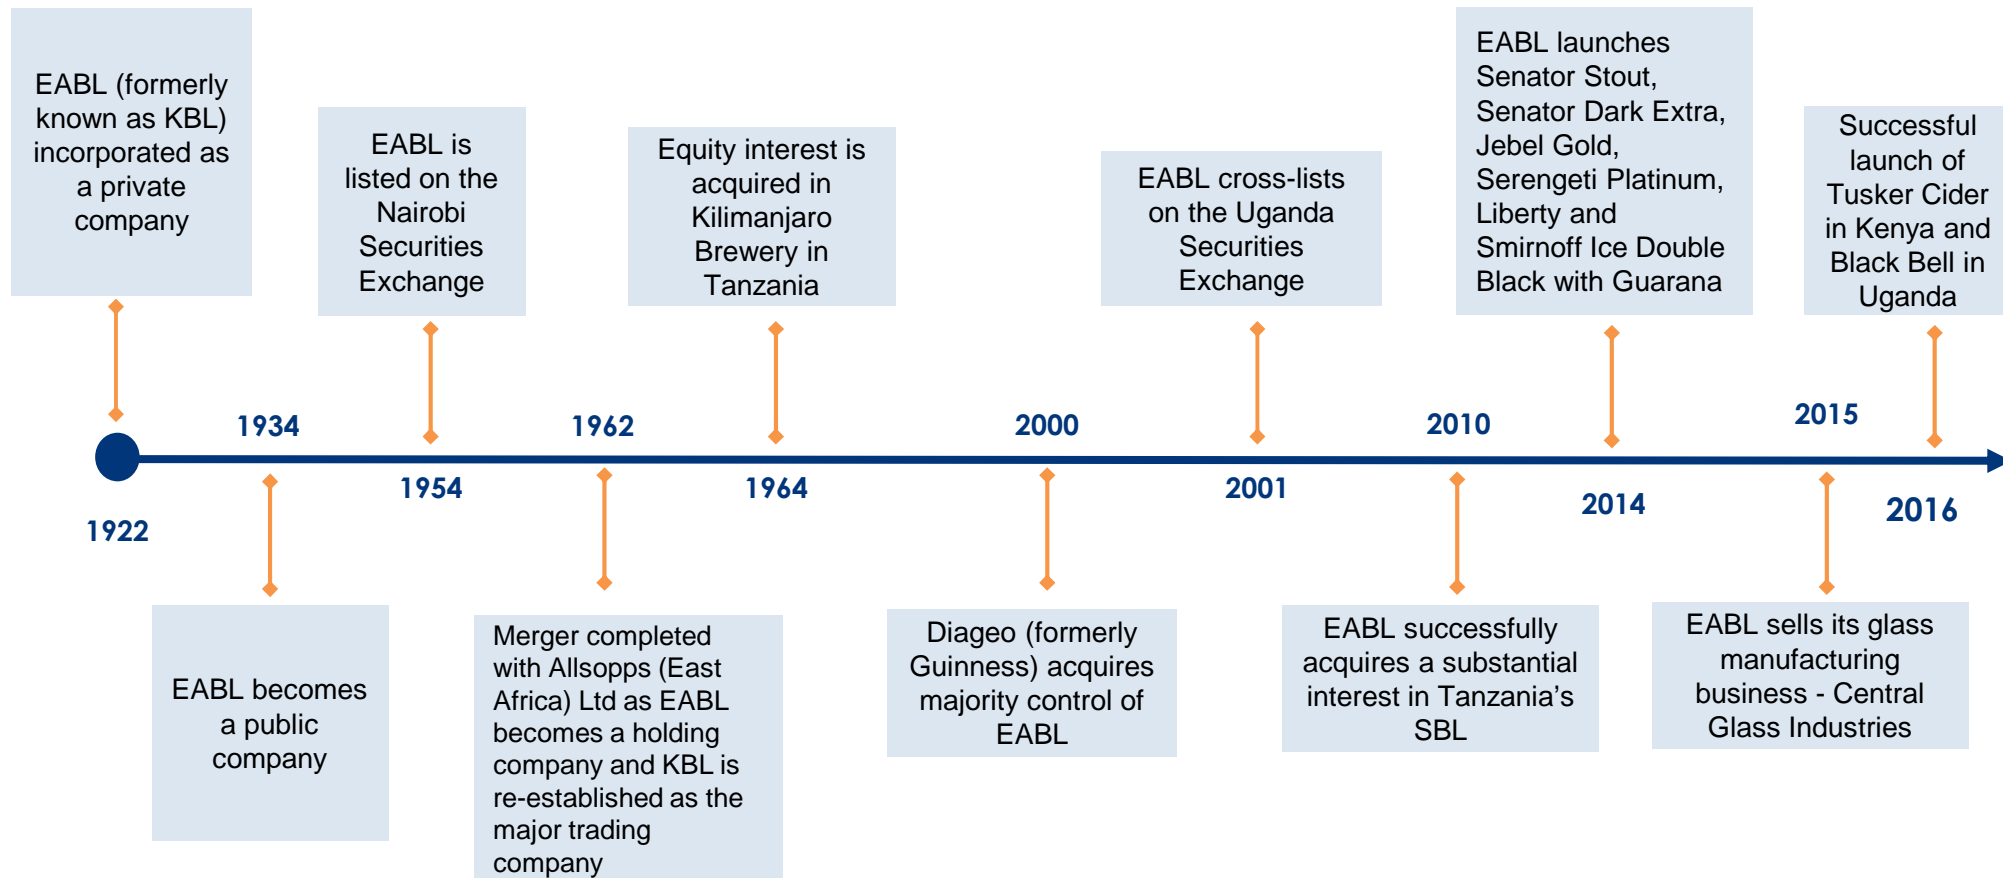 EABL (formerly
known as KBL)
incorporated as
a private
company
EABL is
listed on the
Nairobi
Securities
Exchange
Equity interest is
acquired in
Kilimanjaro
Brewery in
Tanzania
EABL cross-lists
on the Uganda
Securities
Exchange
EABL launches
Senator Stout,
Senator Dark Extra,
Jebel Gold,
Serengeti Platinum,
Liberty and
Smirnoff Ice Double
Black with Guarana
Successful
launch of
Tusker Cider
in Kenya and
Black Bell in
Uganda
1934
1962
2000
2010
2015
1922
1954
1964
2001
2014
2016
EABL becomes
a public
company
Merger completed
with Allsopps (East
Africa) Ltd as EABL
becomes a holding
company and KBL is
re-established as the
major trading
company
Diageo (formerly
Guinness) acquires
majority control of
EABL
EABL successfully
acquires a substantial
interest in Tanzania’s
SBL
EABL sells its glass
manufacturing
business - Central
Glass Industries